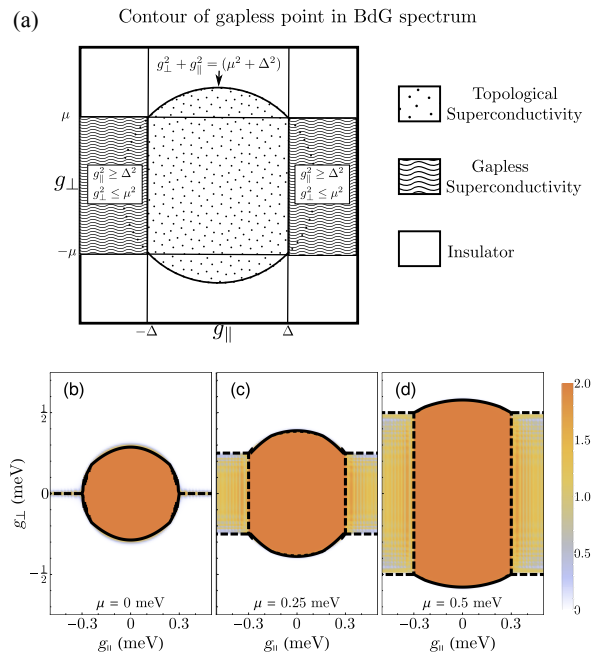 (a)
Contour of gapless point in BdG spectrum
g⊥² + g∥² = (μ² + Δ²)
μ
g⊥
−μ
g∥² ≥ Δ²
g⊥² ≤ μ²
g∥² ≥ Δ²
g⊥² ≤ μ²
−Δ
g∥
Δ
Topological
Superconductivity
Gapless
Superconductivity
Insulator
(b)
(c)
(d)
g⊥ (meV)
1/2
0
−1/2
μ = 0 meV
μ = 0.25 meV
μ = 0.5 meV
−0.3 0 0.3
−0.3 0 0.3
−0.3 0 0.3
g∥ (meV)
g∥ (meV)
g∥ (meV)
2.0
1.5
1.0
0.5
0